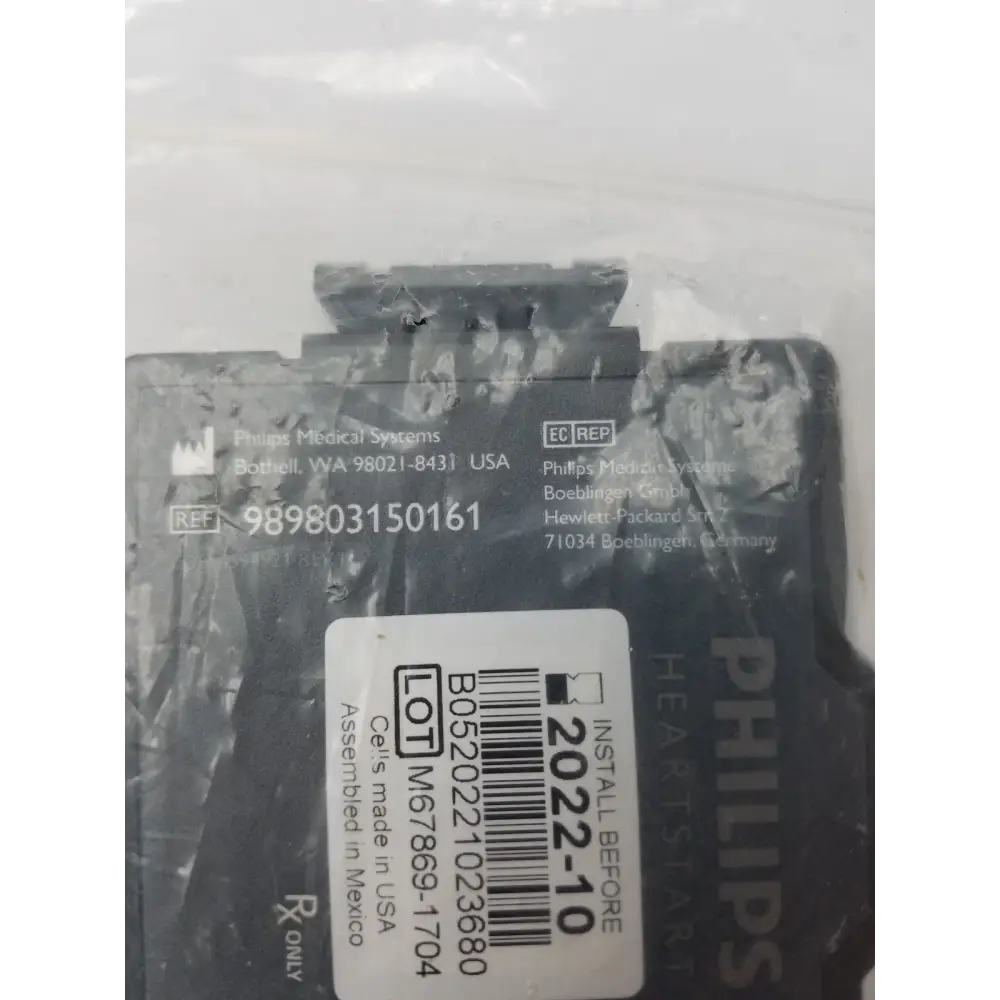 Philips Medical Systems
Bothell, WA 98021-8431 USA
REF 989803150161
EC REP
Philips Medizin Systeme
Boeblingen GmbH
Hewlett-Packard Str. 2
71034 Boeblingen, Germany
PHILIPS
HEARTSTART
INSTALL BEFORE
2022-10
B0520221023680
LOT M67869-1704
Cells made in USA
Assembled in Mexico
Rx ONLY